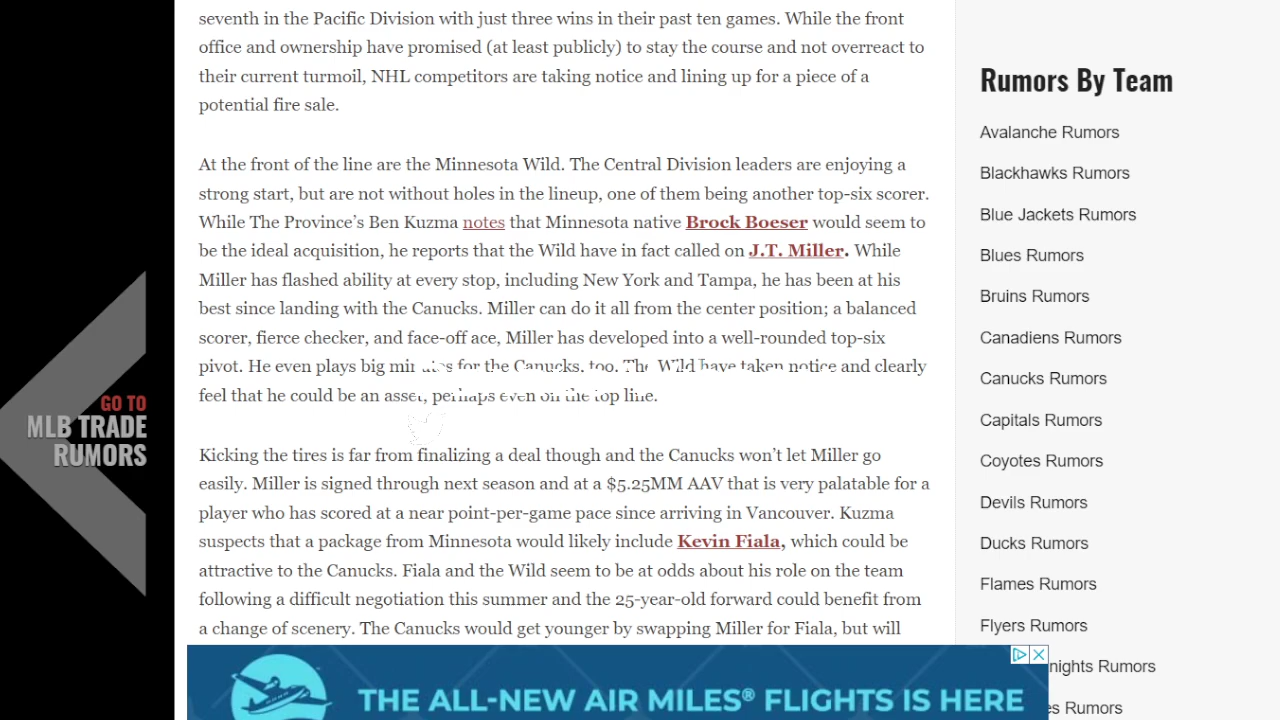 seventh in the Pacific Division with just three wins in their past ten games. While the front
office and ownership have promised (at least publicly) to stay the course and not overreact to
their current turmoil, NHL competitors are taking notice and lining up for a piece of a
potential fire sale.
At the front of the line are the Minnesota Wild. The Central Division leaders are enjoying a
strong start, but are not without holes in the lineup, one of them being another top-six scorer.
While The Province’s Ben Kuzma notes that Minnesota native Brock Boeser would seem to
be the ideal acquisition, he reports that the Wild have in fact called on J.T. Miller. While
Miller has flashed ability at every stop, including New York and Tampa, he has been at his
best since landing with the Canucks. Miller can do it all from the center position; a balanced
scorer, fierce checker, and face-off ace, Miller has developed into a well-rounded top-six
pivot. He even plays big minutes for the Canucks, too. The Wild have taken notice and clearly
feel that he could be an asset, perhaps even on the top line.
Kicking the tires is far from finalizing a deal though and the Canucks won’t let Miller go
easily. Miller is signed through next season and at a $5.25MM AAV that is very palatable for a
player who has scored at a near point-per-game pace since arriving in Vancouver. Kuzma
suspects that a package from Minnesota would likely include Kevin Fiala, which could be
attractive to the Canucks. Fiala and the Wild seem to be at odds about his role on the team
following a difficult negotiation this summer and the 25-year-old forward could benefit from
a change of scenery. The Canucks would get younger by swapping Miller for Fiala, but will
GO TO
MLB TRADE
RUMORS
Rumors By Team
Avalanche Rumors
Blackhawks Rumors
Blue Jackets Rumors
Blues Rumors
Bruins Rumors
Canadiens Rumors
Canucks Rumors
Capitals Rumors
Coyotes Rumors
Devils Rumors
Ducks Rumors
Flames Rumors
Flyers Rumors
nights Rumors
es Rumors
THE ALL-NEW AIR MILES® FLIGHTS IS HERE